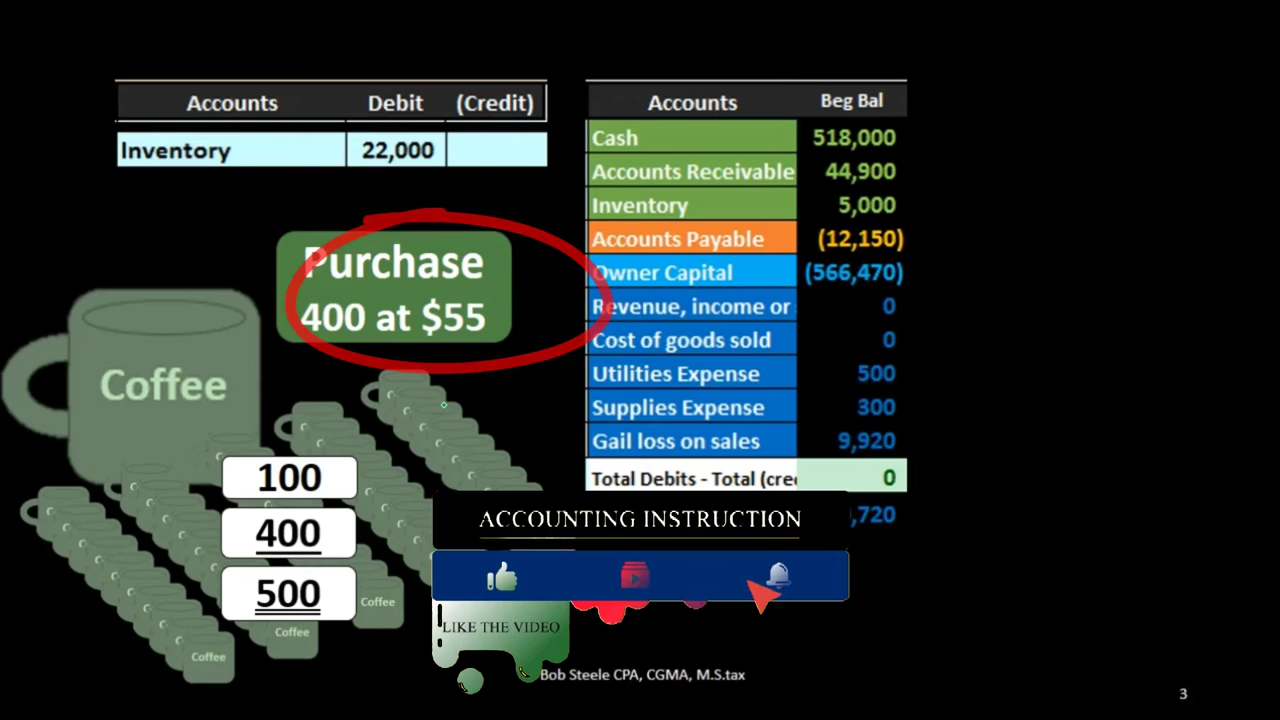 Accounts Debit (Credit)
Inventory 22,000
Purchase
400 at $55
Coffee
100
400
500
Coffee
Coffee
Coffee
Accounts Beg Bal
Cash 518,000
Accounts Receivable 44,900
Inventory 5,000
Accounts Payable (12,150)
Owner Capital (566,470)
Revenue, income or 0
Cost of goods sold 0
Utilities Expense 500
Supplies Expense 300
Gail loss on sales 9,920
Total Debits - Total (cre 0
,720
ACCOUNTING INSTRUCTION
LIKE THE VIDEO
Bob Steele CPA, CGMA, M.S.tax
3